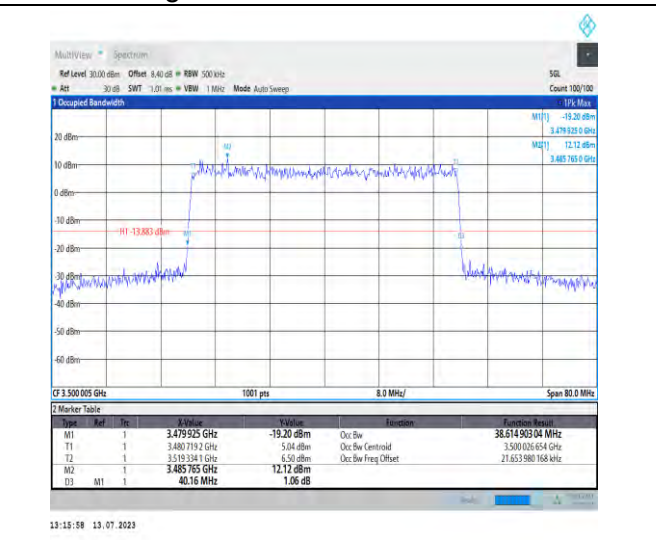 MultiView Spectrum
Ref Level 30.00 dBm Offset 8.40 dB RBW 500 kHz SGL
Att 30 dB SWT 1.01 ms VBW 1 MHz Mode Auto Sweep Count 100/100
1 Occupied Bandwidth 1Pk Max
M1[1] -19.20 dBm
3.479 925 0 GHz
20 dBm
M2 M2[1] 12.12 dBm
3.485 765 0 GHz
10 dBm
0 dBm
-10 dBm
H1 -13.883 dBm M1 D3
-20 dBm
-30 dBm
-40 dBm
-50 dBm
-60 dBm
CF 3.500 005 GHz 1001 pts 8.0 MHz/ Span 80.0 MHz
2 Marker Table
Type Ref Trc X-Value Y-Value Function Function Result
M1 1 3.479 925 GHz -19.20 dBm Occ Bw 38.614 903 04 MHz
T1 1 3.480 719 2 GHz 5.04 dBm Occ Bw Centroid 3.500 026 654 GHz
T2 1 3.519 334 1 GHz 6.50 dBm Occ Bw Freq Offset 21.653 980 168 kHz
M2 1 3.485 765 GHz 12.12 dBm
D3 M1 1 40.16 MHz 1.06 dB
13:15:58 13.07.2023